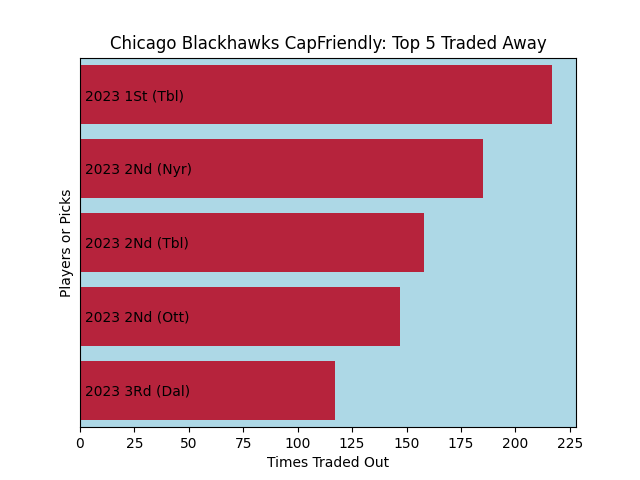 Chicago Blackhawks CapFriendly: Top 5 Traded Away
Players or Picks
2023 1St (Tbl)
2023 2Nd (Nyr)
2023 2Nd (Tbl)
2023 2Nd (Ott)
2023 3Rd (Dal)
0 25 50 75 100 125 150 175 200 225
Times Traded Out